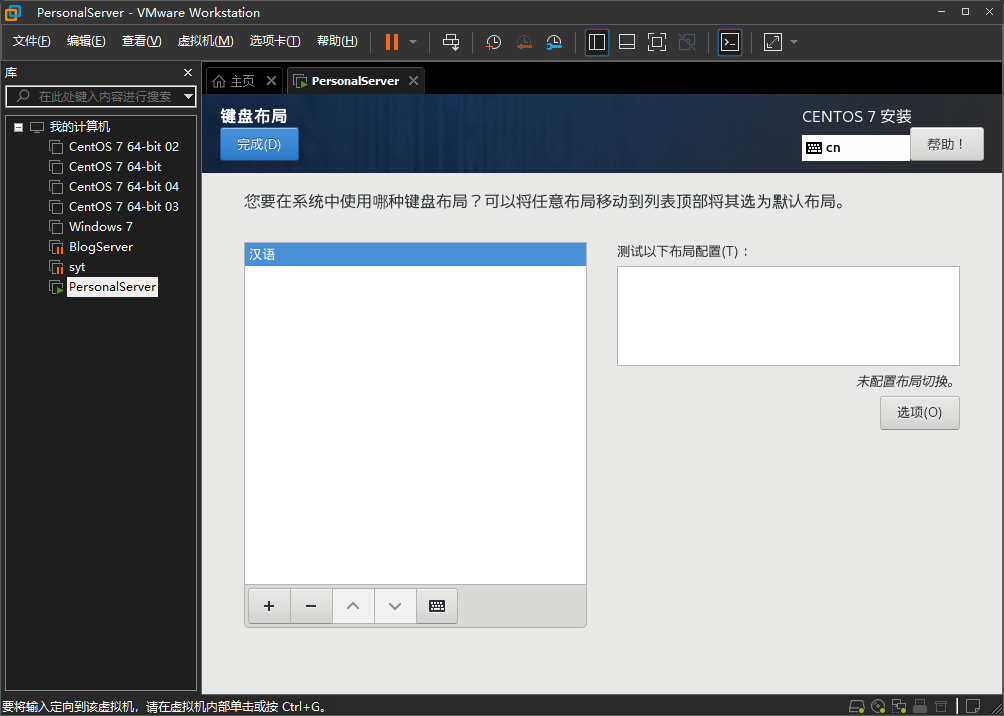 PersonalServer - VMware Workstation
文件(F) 编辑(E) 查看(V) 虚拟机(M) 选项卡(T) 帮助(H)
库
在此处键入内容进行搜索
我的计算机
CentOS 7 64-bit 02
CentOS 7 64-bit
CentOS 7 64-bit 04
CentOS 7 64-bit 03
Windows 7
BlogServer
syt
PersonalServer
主页 PersonalServer
键盘布局
完成(D)
CENTOS 7 安装
cn
帮助！
您要在系统中使用哪种键盘布局？可以将任意布局移动到列表顶部将其选为默认布局。
汉语
测试以下布局配置(T)：
未配置布局切换。
选项(O)
要将输入定向到该虚拟机，请在虚拟机内部单击或按 Ctrl+G。